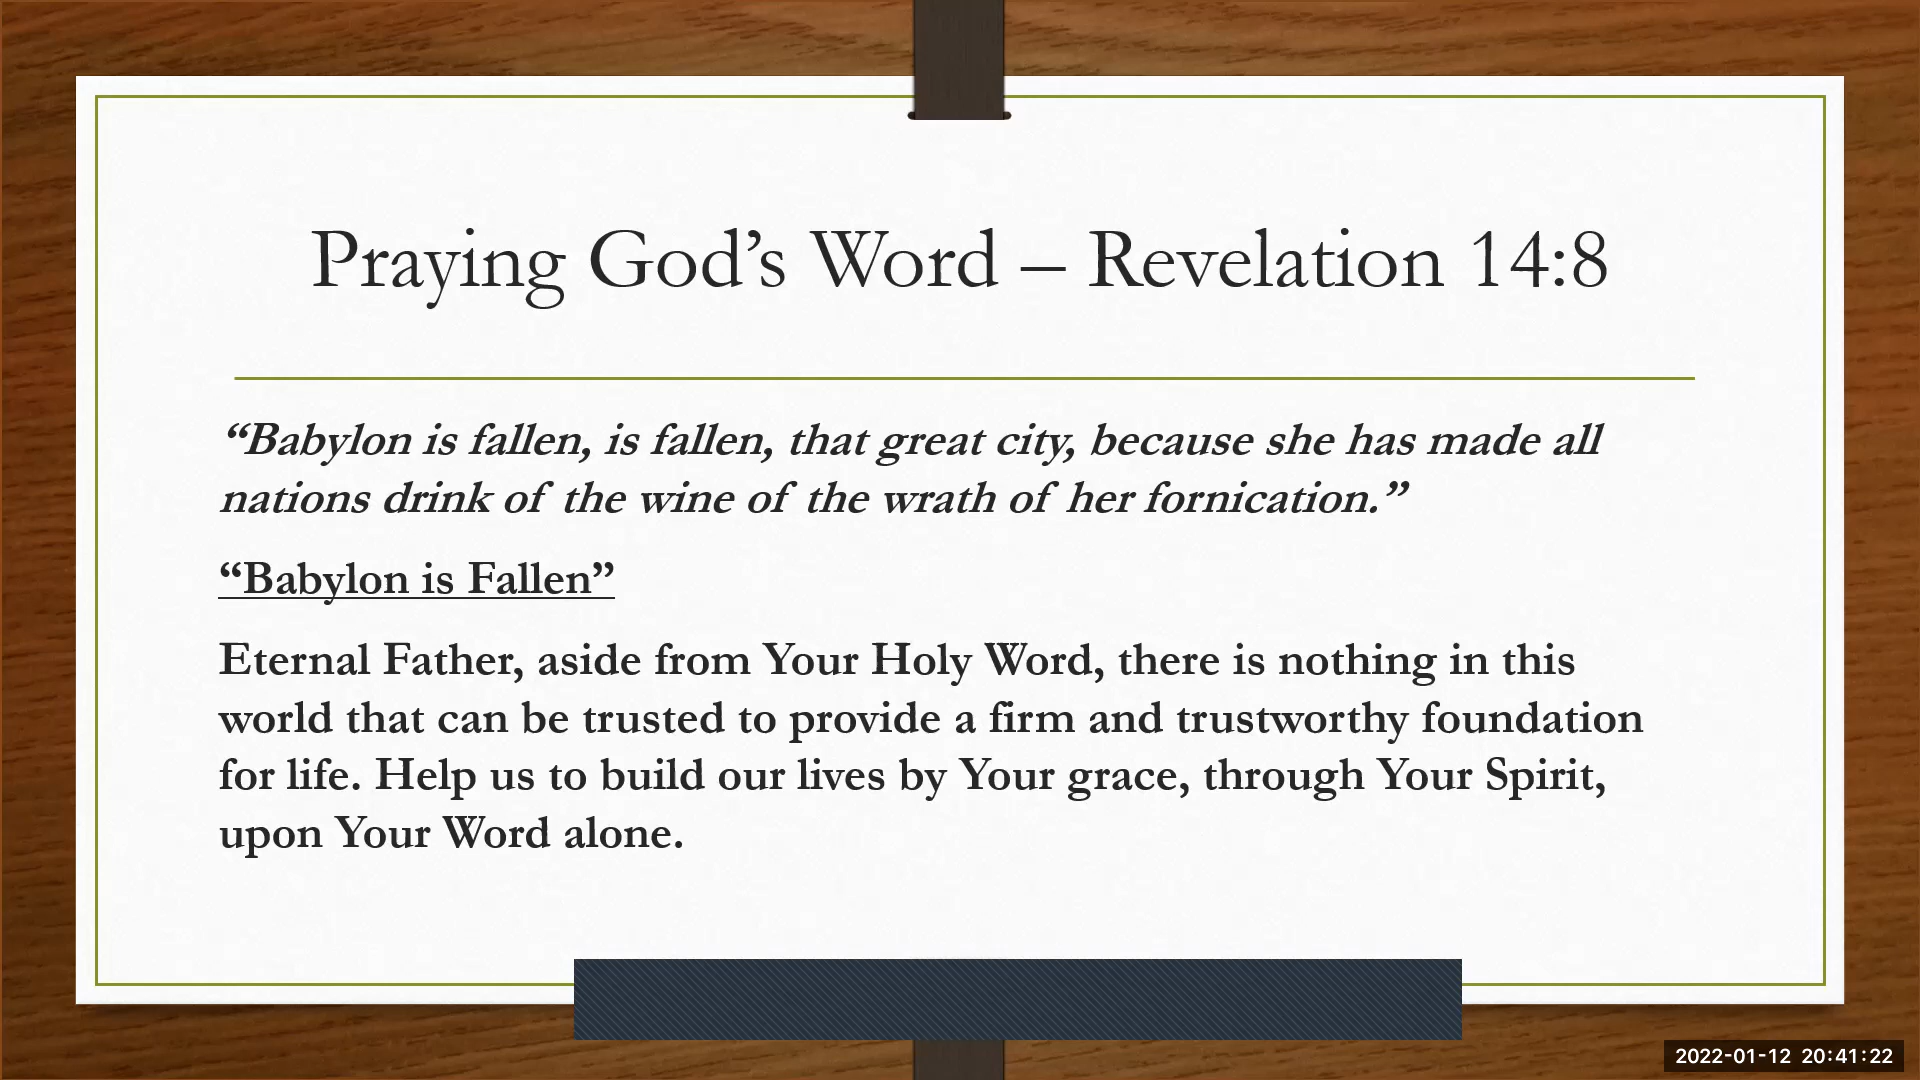 Praying God’s Word – Revelation 14:8
“Babylon is fallen, is fallen, that great city, because she has made all
nations drink of the wine of the wrath of her fornication.”
“Babylon is Fallen”
Eternal Father, aside from Your Holy Word, there is nothing in this
world that can be trusted to provide a firm and trustworthy foundation
for life. Help us to build our lives by Your grace, through Your Spirit,
upon Your Word alone.
2022-01-12 20:41:22